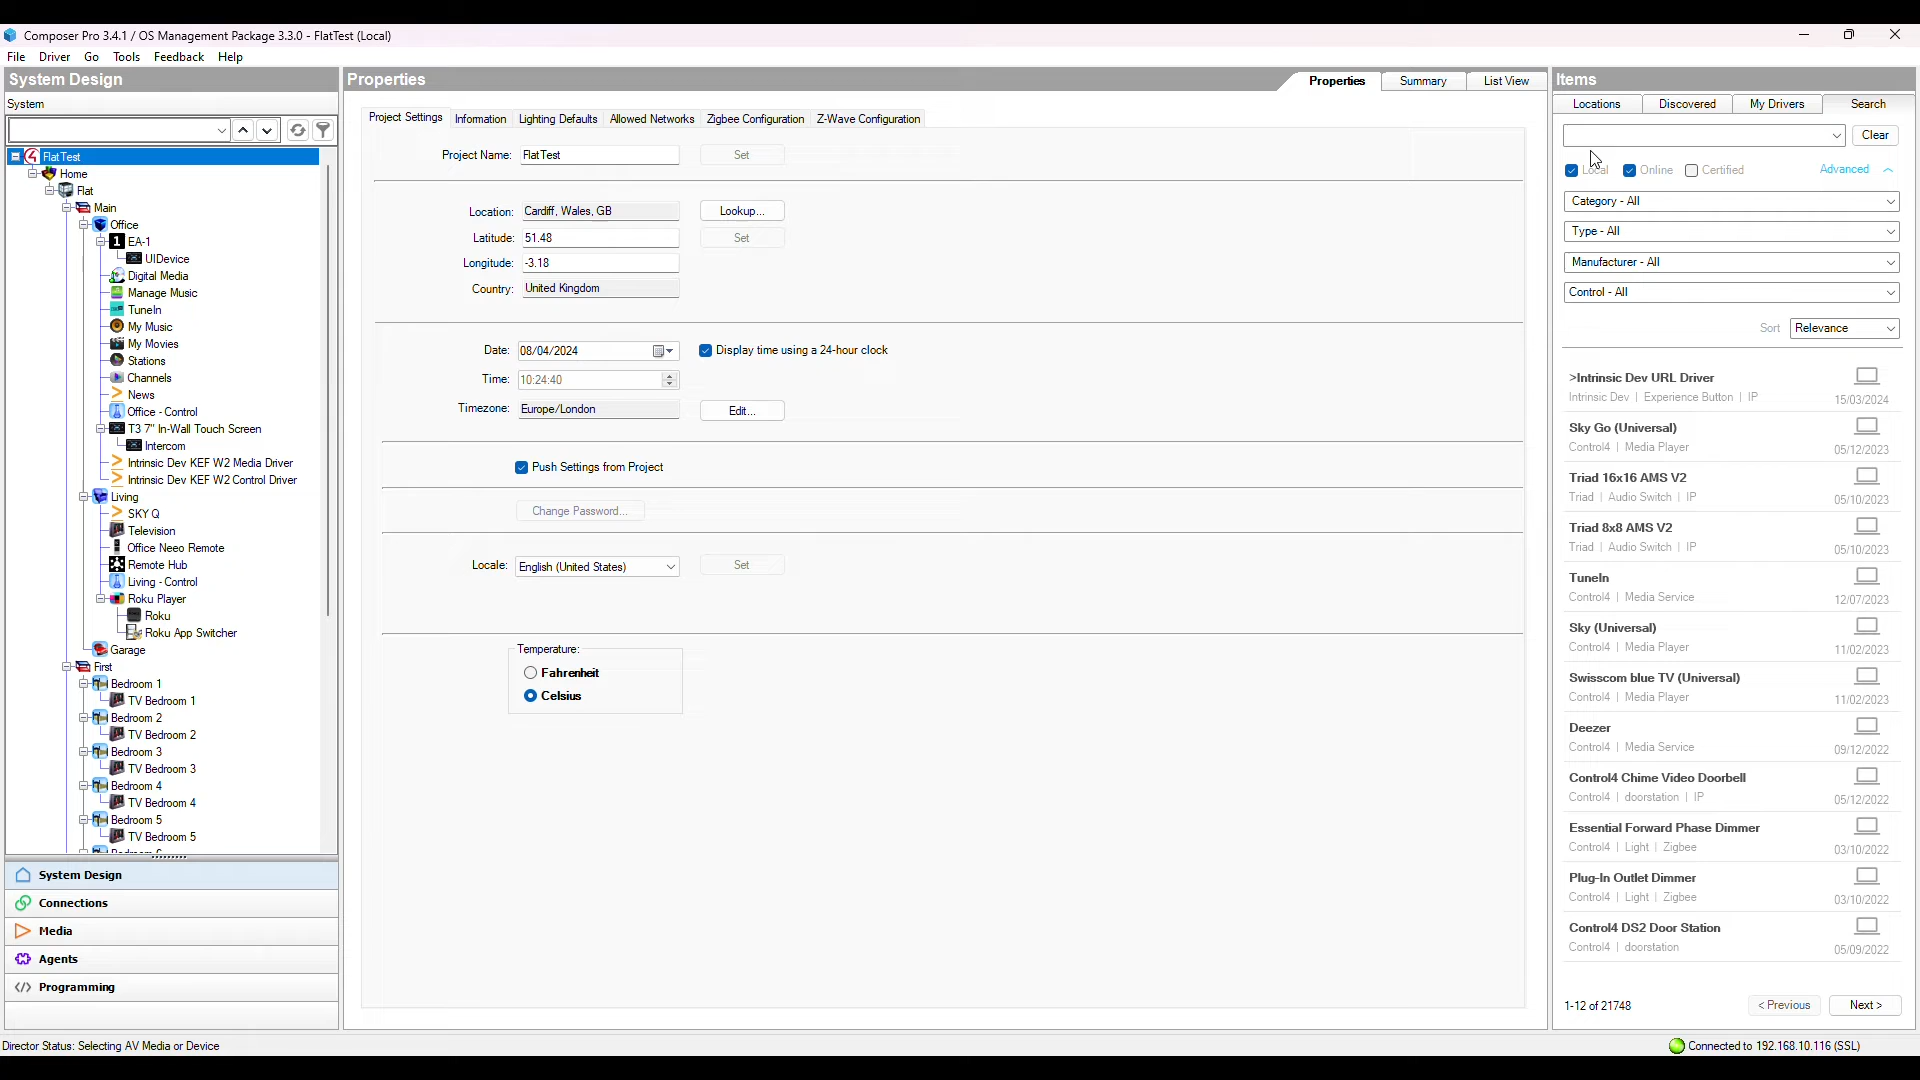 Composer Pro 3.4.1 / OS Management Package 3.3.0 - FlatTest (Local)
File Driver Go Tools Feedback Help
System Design
System
FlatTest
Home
Flat
Main
Office
EA-1
UIDevice
Digital Media
Manage Music
TuneIn
My Music
My Movies
Stations
Channels
News
Office - Control
T3 7" In-Wall Touch Screen
Intercom
Intrinsic Dev KEF W2 Media Driver
Intrinsic Dev KEF W2 Control Driver
Living
SKY Q
Television
Office Neeo Remote
Remote Hub
Living - Control
Roku Player
Roku
Roku App Switcher
Garage
First
Bedroom 1
TV Bedroom 1
Bedroom 2
TV Bedroom 2
Bedroom 3
TV Bedroom 3
Bedroom 4
TV Bedroom 4
Bedroom 5
TV Bedroom 5
System Design
Connections
Media
Agents
Programming
Properties
Properties Summary List View
Project Settings Information Lighting Defaults Allowed Networks Zigbee Configuration Z-Wave Configuration
Project Name: FlatTest Set
Location: Cardiff, Wales, GB Lookup...
Latitude: 51.48 Set
Longitude: -3.18
Country: United Kingdom
Date: 08/04/2024 Display time using a 24-hour clock
Time: 10:24:40
Timezone: Europe/London Edit...
Push Settings from Project
Change Password...
Locale: English (United States) Set
Temperature:
Fahrenheit
Celsius
Items
Locations Discovered My Drivers Search
Clear
Local Online Certified Advanced
Category - All
Type - All
Manufacturer - All
Control - All
Sort Relevance
>Intrinsic Dev URL Driver
Intrinsic Dev | Experience Button | IP 15/03/2024
Sky Go (Universal)
Control4 | Media Player 05/12/2023
Triad 16x16 AMS V2
Triad | Audio Switch | IP 05/10/2023
Triad 8x8 AMS V2
Triad | Audio Switch | IP 05/10/2023
TuneIn
Control4 | Media Service 12/07/2023
Sky (Universal)
Control4 | Media Player 11/02/2023
Swisscom blue TV (Universal)
Control4 | Media Player 11/02/2023
Deezer
Control4 | Media Service 09/12/2022
Control4 Chime Video Doorbell
Control4 | doorstation | IP 05/12/2022
Essential Forward Phase Dimmer
Control4 | Light | Zigbee 03/10/2022
Plug-In Outlet Dimmer
Control4 | Light | Zigbee 03/10/2022
Control4 DS2 Door Station
Control4 | doorstation 05/09/2022
1-12 of 21748 < Previous Next >
Director Status: Selecting AV Media or Device
Connected to 192.168.10.116 (SSL)